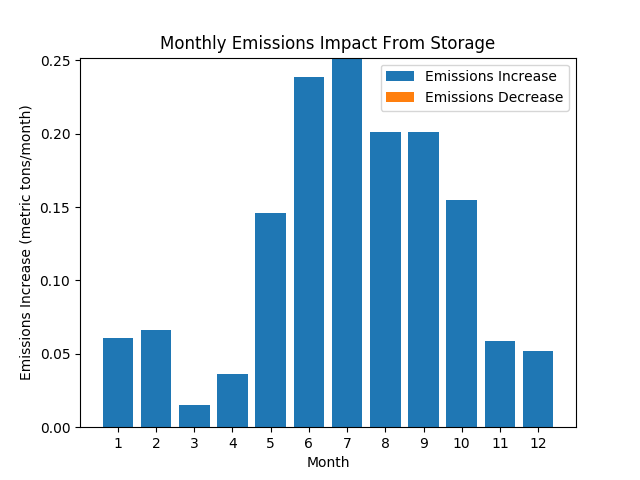 Monthly Emissions Impact From Storage
Emissions Increase
Emissions Decrease
Emissions Increase (metric tons/month)
0.25
0.20
0.15
0.10
0.05
0.00
1 2 3 4 5 6 7 8 9 10 11 12
Month